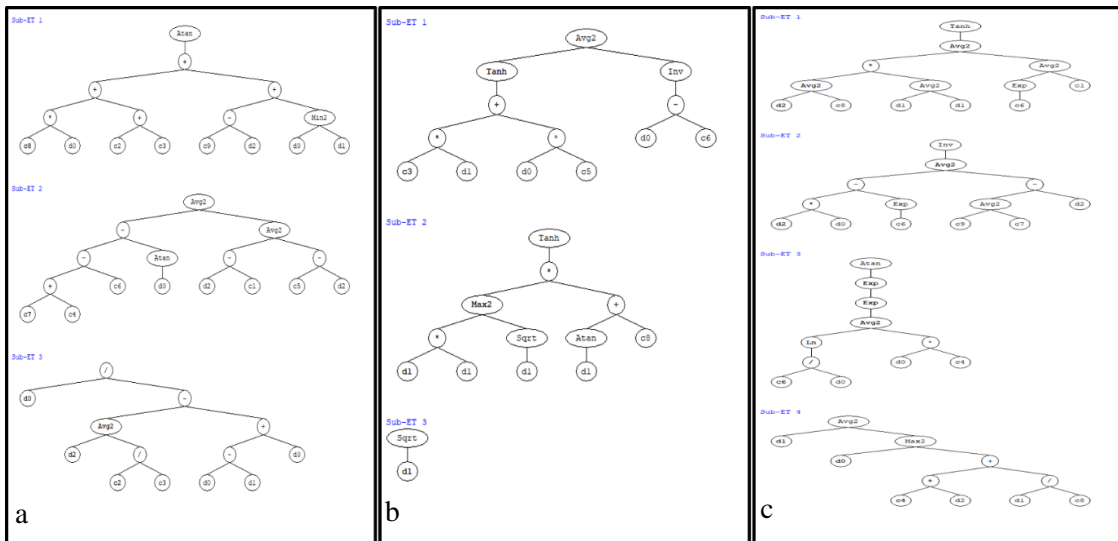 Sub-ET 1
Atan
+
+ +
* + - Min2
c8 d0 c2 c3 c9 d2 d0 d1
Sub-ET 2
Avg2
- Avg2
- Atan - -
+ c6 d0 d2 c1 c5 d2
c7 c4
Sub-ET 3
/
d0 -
Avg2 +
d2 / - d0
c2 c3 d0 d1
a
Sub-ET 1
Avg2
Tanh Inv
+ -
* d0 c6
c3 d1 d0 c5
Sub-ET 2
Tanh
*
Max2 +
* Sqrt Atan c8
d1 d1 d1 d1
Sub-ET 3
Sqrt
d1
b
Sub-ET 1
Tanh
Avg2
* Avg2
Avg2 Avg2 Exp c1
d2 c8 d1 d1 c6
Sub-ET 2
Inv
Avg2
- -
* Exp Avg2 d2
d2 d0 c6 c9 c7
Sub-ET 3
Atan
Exp
Exp
Avg2
Ln
/ d0 c4
c6 d0
Sub-ET 4
Avg2
d1 Max2
d0 +
+ /
c4 d2 d1 c8
c